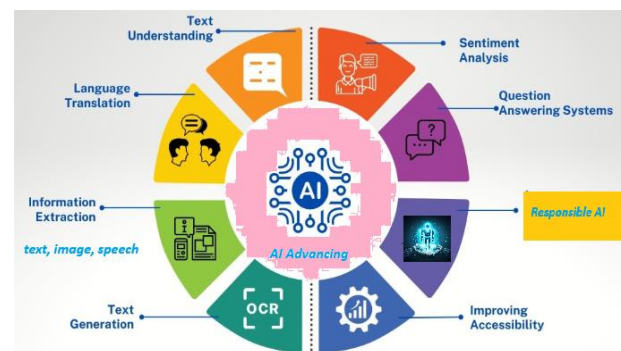 Text
Understanding
Sentiment
Analysis
Language
Translation
Question
Answering Systems
AI
Information
Extraction
Responsible AI
text, image, speech
AI Advancing
Text
Generation
OCR
Improving
Accessibility